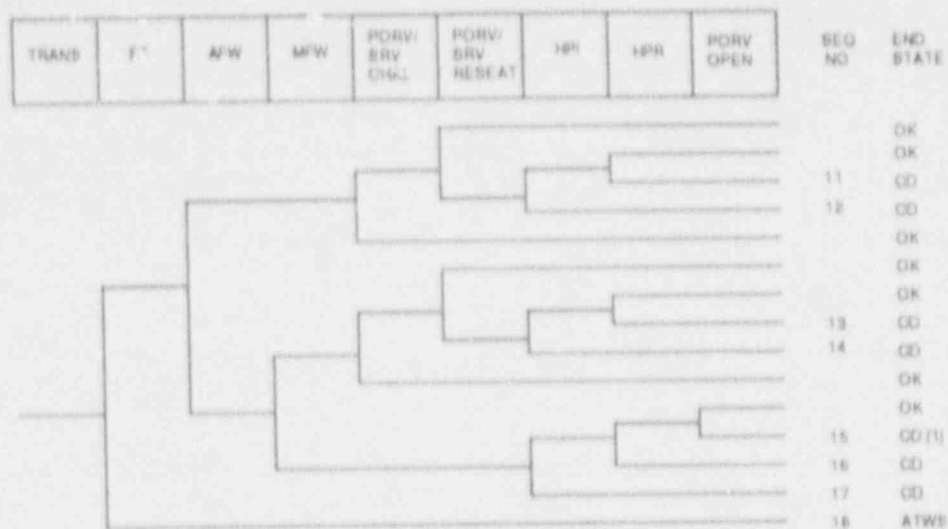 TRANS
AFW
MFW
PORV/
SRV
PORV/
SRV
RESEAT
HPI
HPR
PORV
OPEN
SEQ
NO
END
STATE
OK
OK
11 CD
12 CD
OK
OK
OK
13 CD
14 CD
OK
OK
15 CD (1)
16 CD
17 CD
18